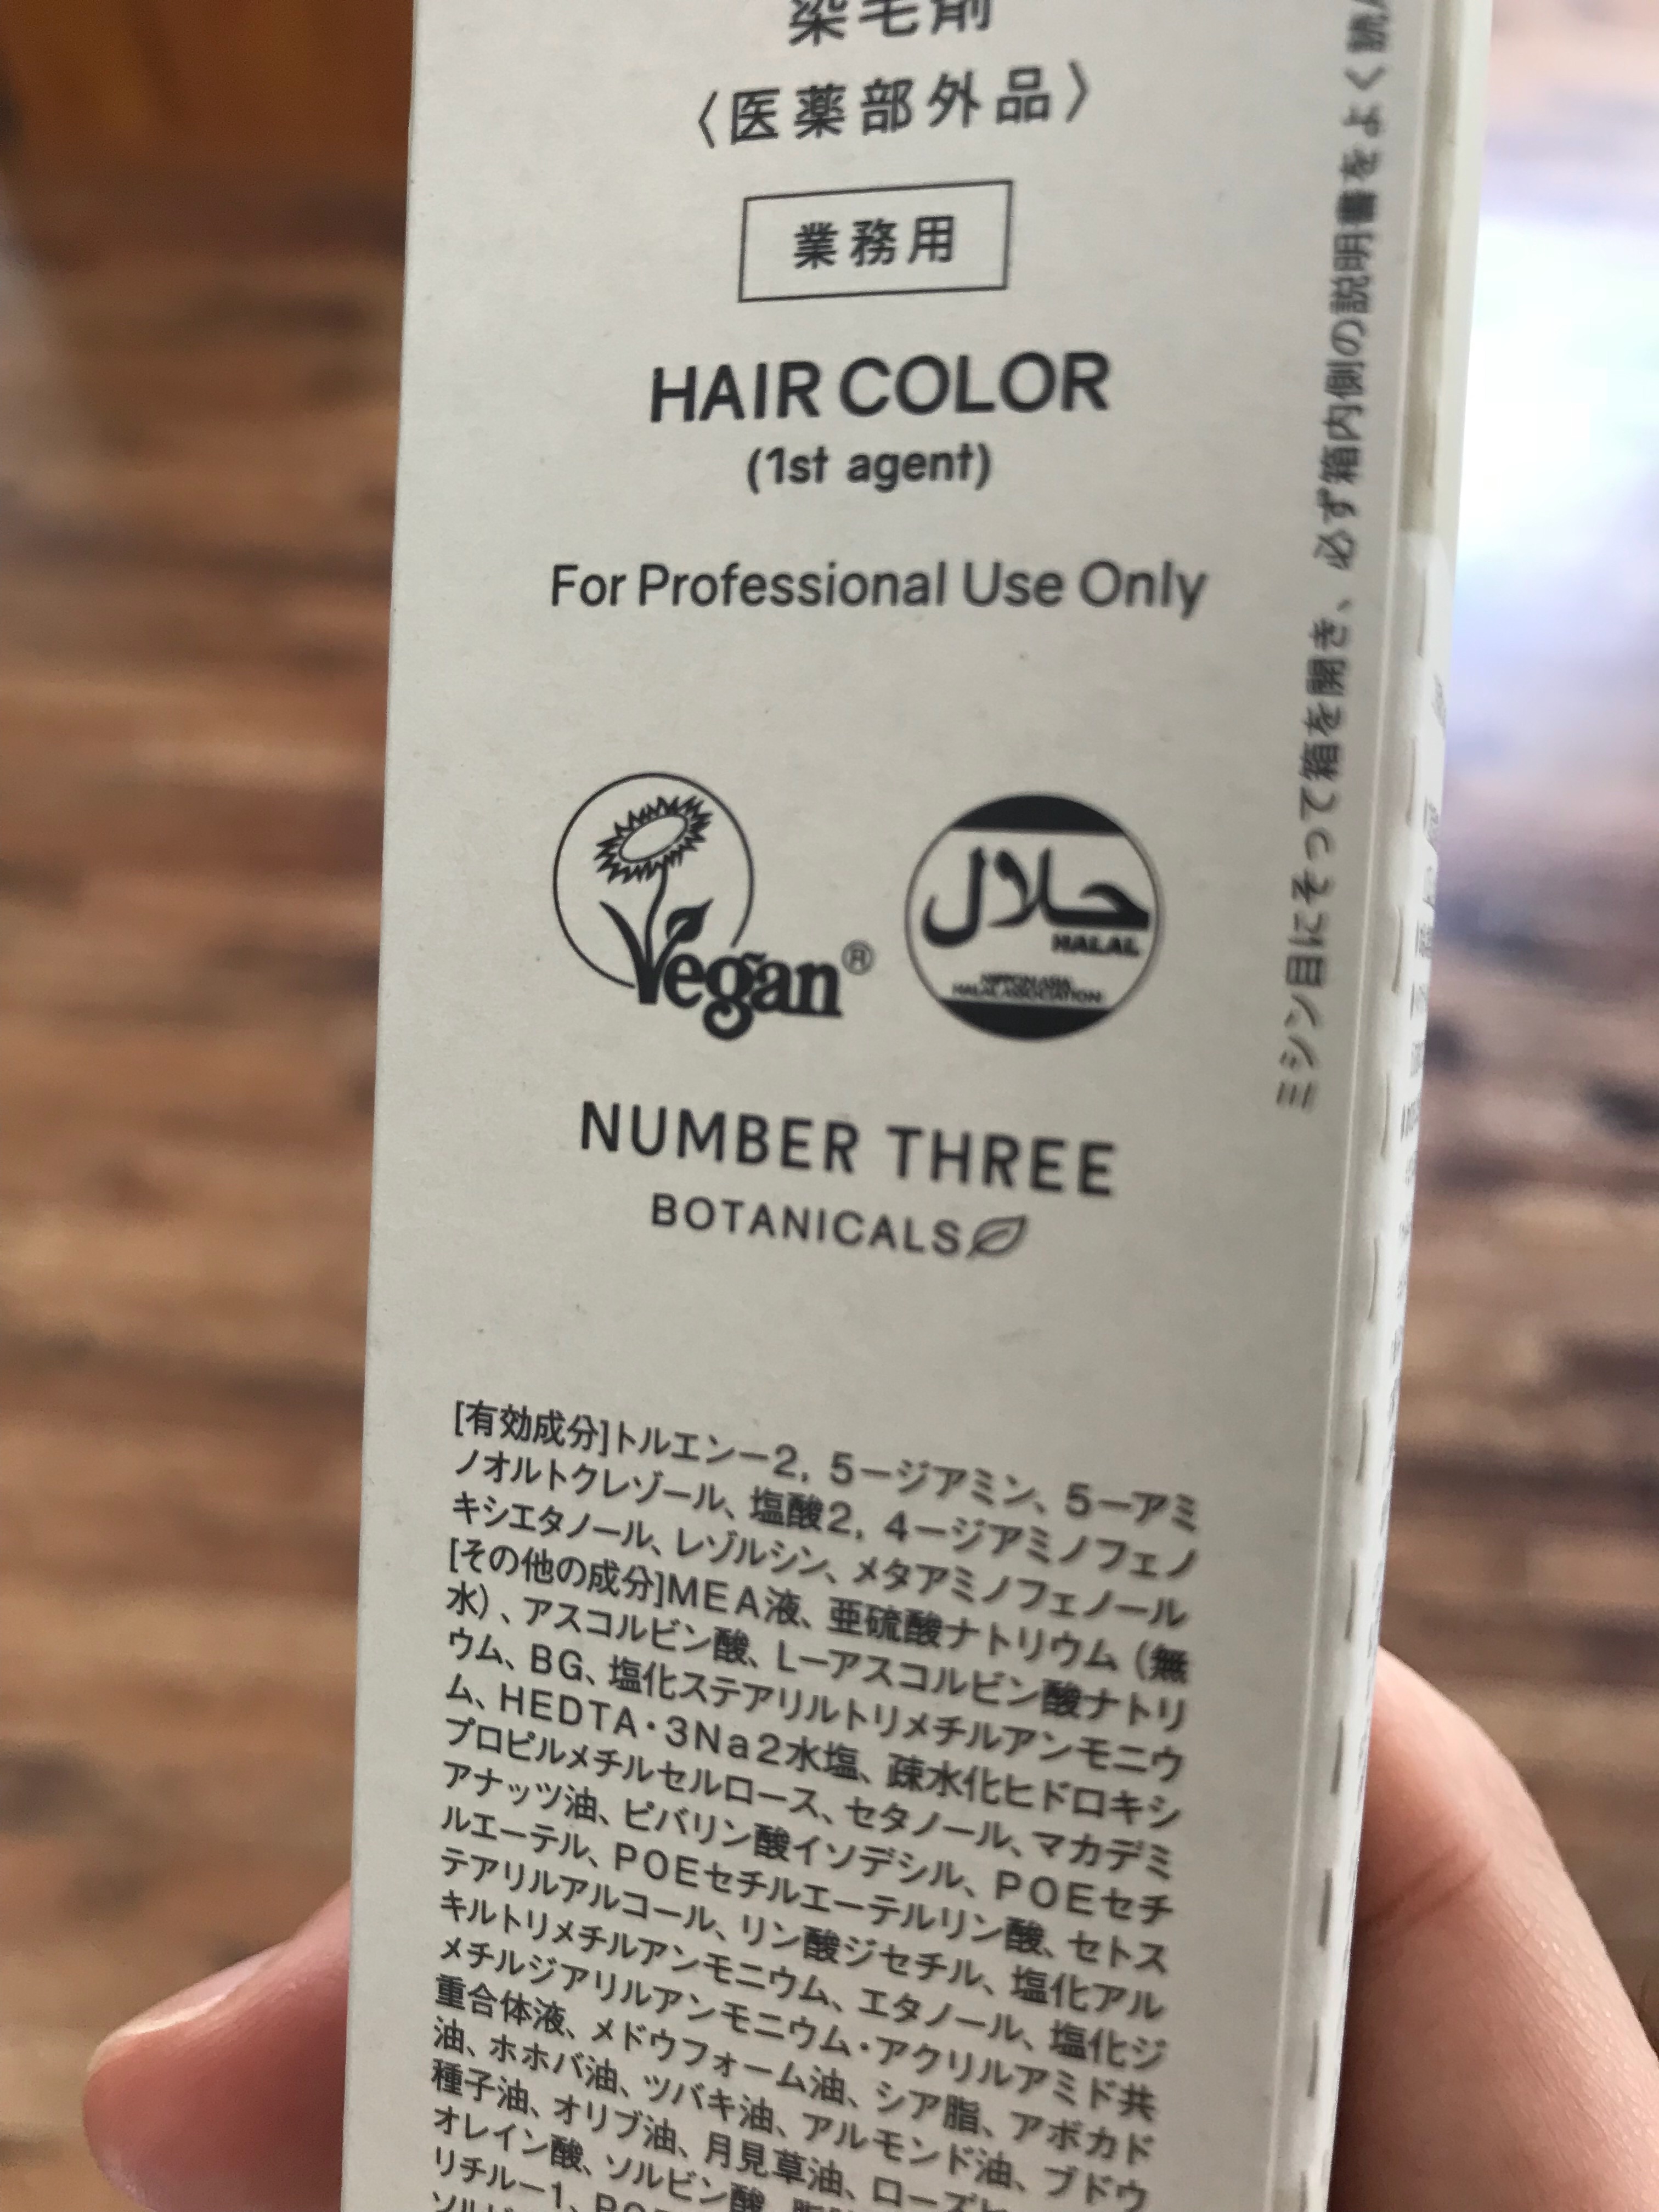 染毛剤
〈医薬部外品〉
業務用
HAIR COLOR
(1st agent)
For Professional Use Only
Vegan®
حلال
HALAL
NIPPON ASIA
HALAL ASSOCIATION
NUMBER THREE
BOTANICALS
[有効成分]トルエンー2, 5ージアミン、5ーアミ
ノオルトクレゾール、塩酸2, 4ージアミノフェノ
キシエタノール、レゾルシン、メタアミノフェノール
[その他の成分]MEA液、亜硫酸ナトリウム（無
水）、アスコルビン酸、Lーアスコルビン酸ナトリ
ウム、BG、塩化ステアリルトリメチルアンモニウ
ム、HEDTA・3Na2水塩、疎水化ヒドロキシ
プロピルメチルセルロース、セタノール、マカデミ
アナッツ油、ピバリン酸イソデシル、POEセチ
ルエーテル、POEセチルエーテルリン酸、セトス
テアリルアルコール、リン酸ジセチル、塩化アル
キルトリメチルアンモニウム、エタノール、塩化ジ
メチルジアリルアンモニウム・アクリルアミド共
重合体液、メドウフォーム油、シア脂、アボカド
油、ホホバ油、ツバキ油、アルモンド油、ブドウ
種子油、オリブ油、月見草油、ローズヒ
オレイン酸、ソルビン酸、
リチルー1、PO
ミシン目にそって箱を開き、必ず箱内側の説明書をよく読